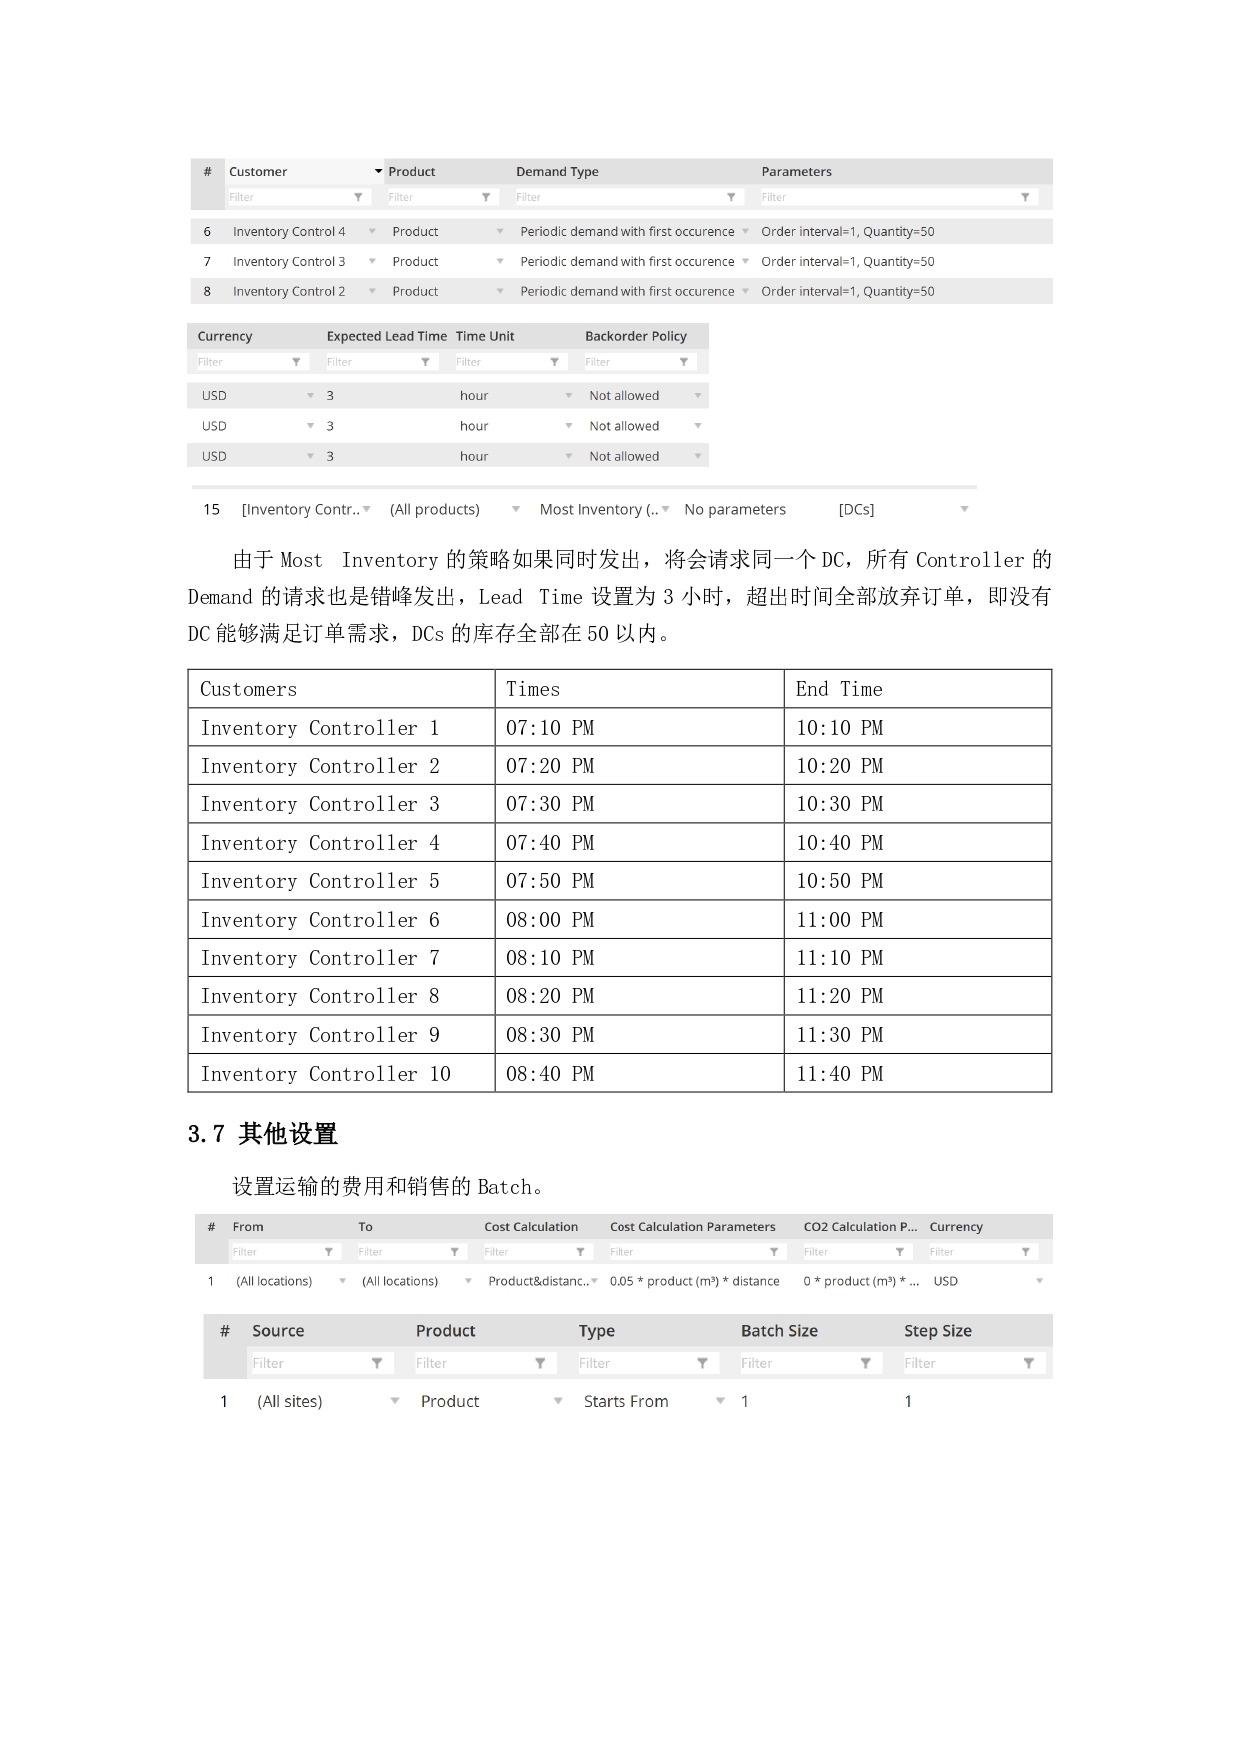 # Customer Product Demand Type Parameters
Filter Filter Filter Filter
6 Inventory Control 4 Product Periodic demand with first occurence Order interval=1, Quantity=50
7 Inventory Control 3 Product Periodic demand with first occurence Order interval=1, Quantity=50
8 Inventory Control 2 Product Periodic demand with first occurence Order interval=1, Quantity=50
Currency Expected Lead Time Time Unit Backorder Policy
Filter Filter Filter Filter
USD 3 hour Not allowed
USD 3 hour Not allowed
USD 3 hour Not allowed
15 [Inventory Contr.. (All products) Most Inventory (.. No parameters [DCs]
由于 Most Inventory 的策略如果同时发出，将会请求同一个 DC，所有 Controller 的
Demand 的请求也是错峰发出，Lead Time 设置为 3 小时，超出时间全部放弃订单，即没有
DC 能够满足订单需求，DCs 的库存全部在 50 以内。
Customers Times End Time
Inventory Controller 1 07:10 PM 10:10 PM
Inventory Controller 2 07:20 PM 10:20 PM
Inventory Controller 3 07:30 PM 10:30 PM
Inventory Controller 4 07:40 PM 10:40 PM
Inventory Controller 5 07:50 PM 10:50 PM
Inventory Controller 6 08:00 PM 11:00 PM
Inventory Controller 7 08:10 PM 11:10 PM
Inventory Controller 8 08:20 PM 11:20 PM
Inventory Controller 9 08:30 PM 11:30 PM
Inventory Controller 10 08:40 PM 11:40 PM
3.7 其他设置
设置运输的费用和销售的 Batch。
# From To Cost Calculation Cost Calculation Parameters CO2 Calculation P... Currency
Filter Filter Filter Filter Filter Filter
1 (All locations) (All locations) Product&distanc.. 0.05 * product (m³) * distance 0 * product (m³) * ... USD
# Source Product Type Batch Size Step Size
Filter Filter Filter Filter Filter
1 (All sites) Product Starts From 1 1